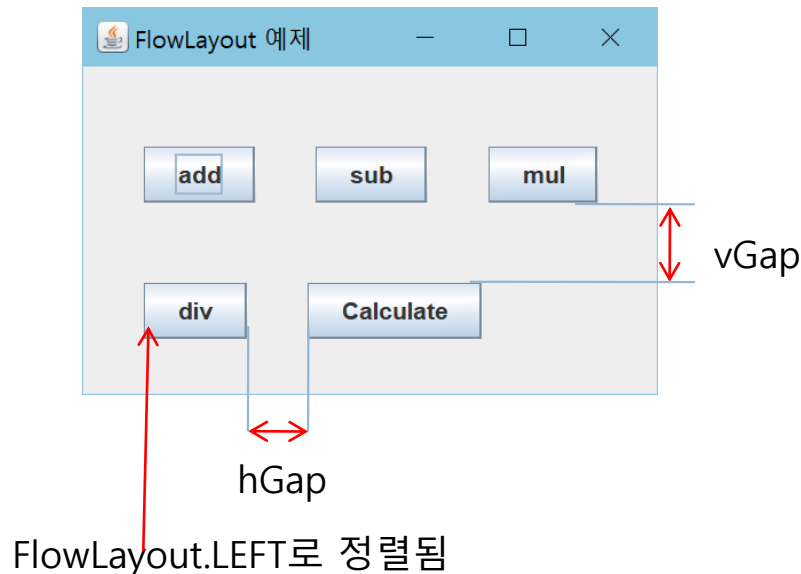 FlowLayout 예제
add sub mul
vGap
div Calculate
hGap
FlowLayout.LEFT로 정렬됨